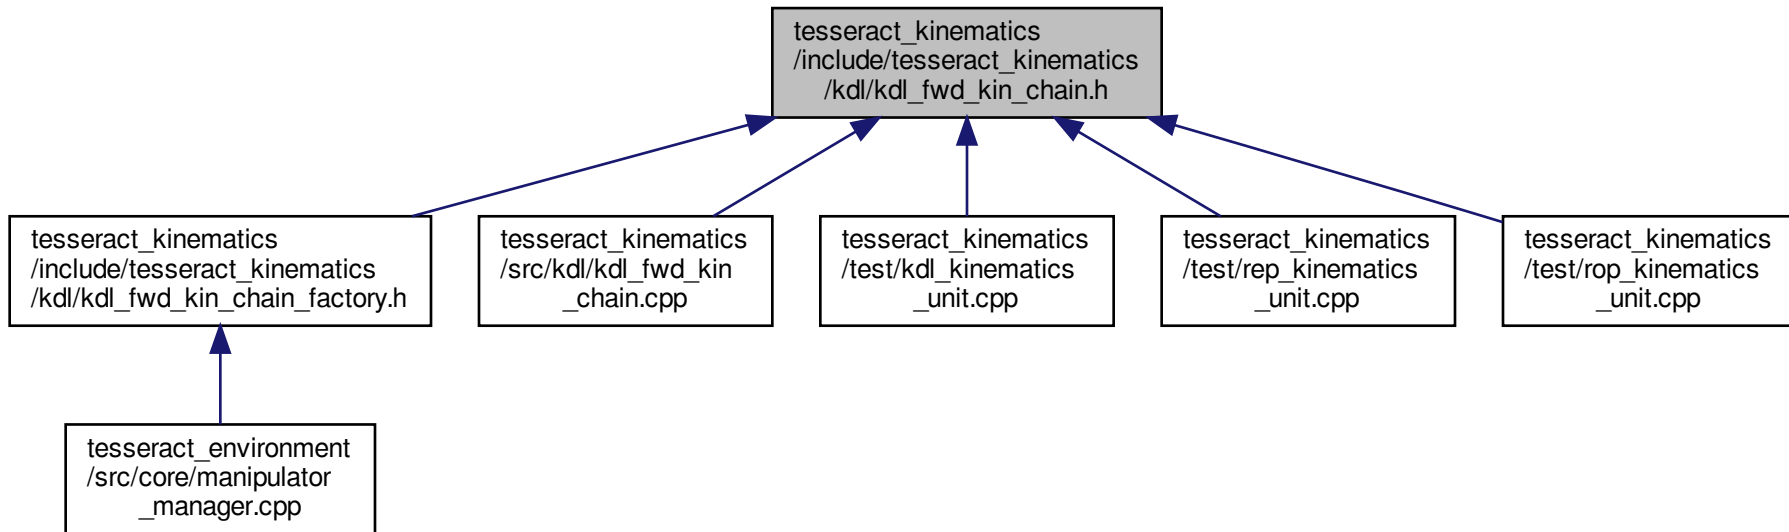 tesseract_kinematics
/include/tesseract_kinematics
/kdl/kdl_fwd_kin_chain.h
tesseract_kinematics
/include/tesseract_kinematics
/kdl/kdl_fwd_kin_chain_factory.h
tesseract_kinematics
/src/kdl/kdl_fwd_kin
_chain.cpp
tesseract_kinematics
/test/kdl_kinematics
_unit.cpp
tesseract_kinematics
/test/rep_kinematics
_unit.cpp
tesseract_kinematics
/test/rop_kinematics
_unit.cpp
tesseract_environment
/src/core/manipulator
_manager.cpp